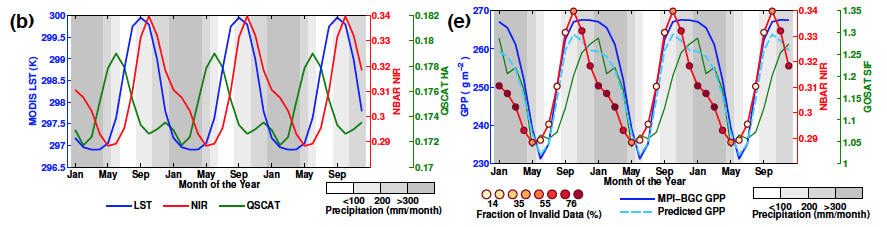 (b)
MODIS LST (K)
300
299.5
299
298.5
298
297.5
297
296.5
0.34
0.33
0.32
0.31
0.3
0.29
NBAR NIR
0.182
0.18
0.178
0.176
0.174
0.172
0.17
QSCAT HA
Jan May Sep Jan May Sep Jan May Sep
Month of the Year
LST NIR QSCAT
<100 200 >300
Precipitation (mm/month)
(e)
GPP ( g m⁻² )
270
260
250
240
230
0.34
0.33
0.32
0.31
0.3
0.29
NBAR NIR
1.35
1.3
1.25
1.2
1.15
1.1
1.05
1
GOSAT SIF
Jan May Sep Jan May Sep Jan May Sep
Month of the Year
14 35 55 76
Fraction of Invalid Data (%)
MPI−BGC GPP
Predicted GPP
<100 200 >300
Precipitation (mm/month)